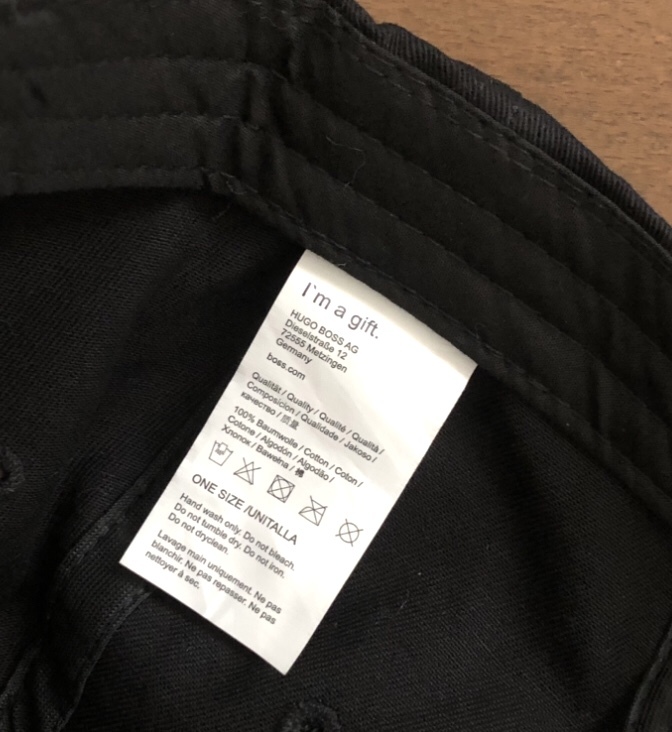 I`m a gift.
HUGO BOSS AG
Dieselstraße 12
72555 Metzingen
Germany
boss.com
Qualität / Quality / Qualité / Qualità /
Composicion / Qualidade / Jakosc /
качество / 质量
100% Baumwolle / Cotton / Coton /
Cotone / Algodón / Algodão /
Хлопок / Bawełna / 棉
ONE SIZE /UNITALLA
Hand wash only. Do not bleach.
Do not tumble dry. Do not iron.
Do not dryclean.
Lavage main uniquement. Ne pas
blanchir. Ne pas repasser. Ne pas
nettoyer à sec.